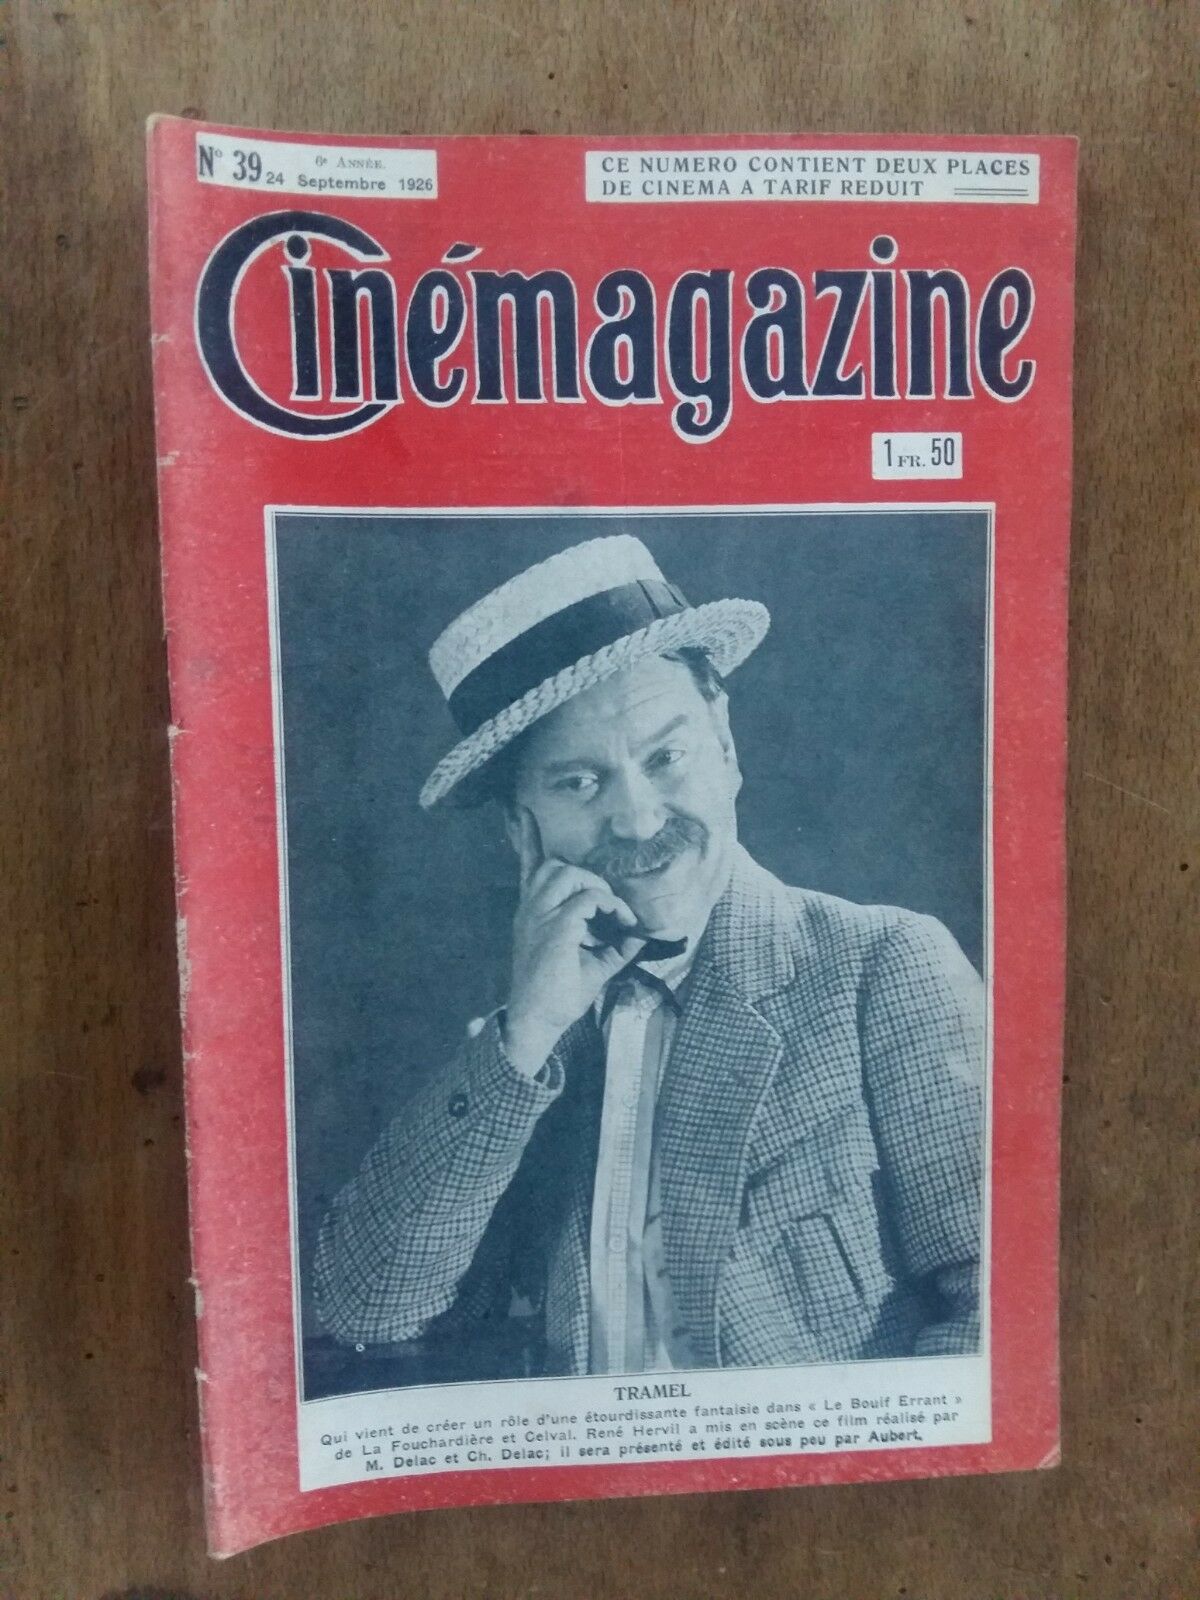 N° 39
6e ANNÉE.
24 Septembre 1926
CE NUMERO CONTIENT DEUX PLACES
DE CINEMA A TARIF REDUIT
Cinémagazine
1 FR. 50
TRAMEL
Qui vient de créer un rôle d'une étourdissante fantaisie dans « Le Bouif Errant »
de La Fouchardière et Celval. René Hervil a mis en scène ce film réalisé par
M. Delac et Ch. Delac; il sera présenté et édité sous peu par Aubert.